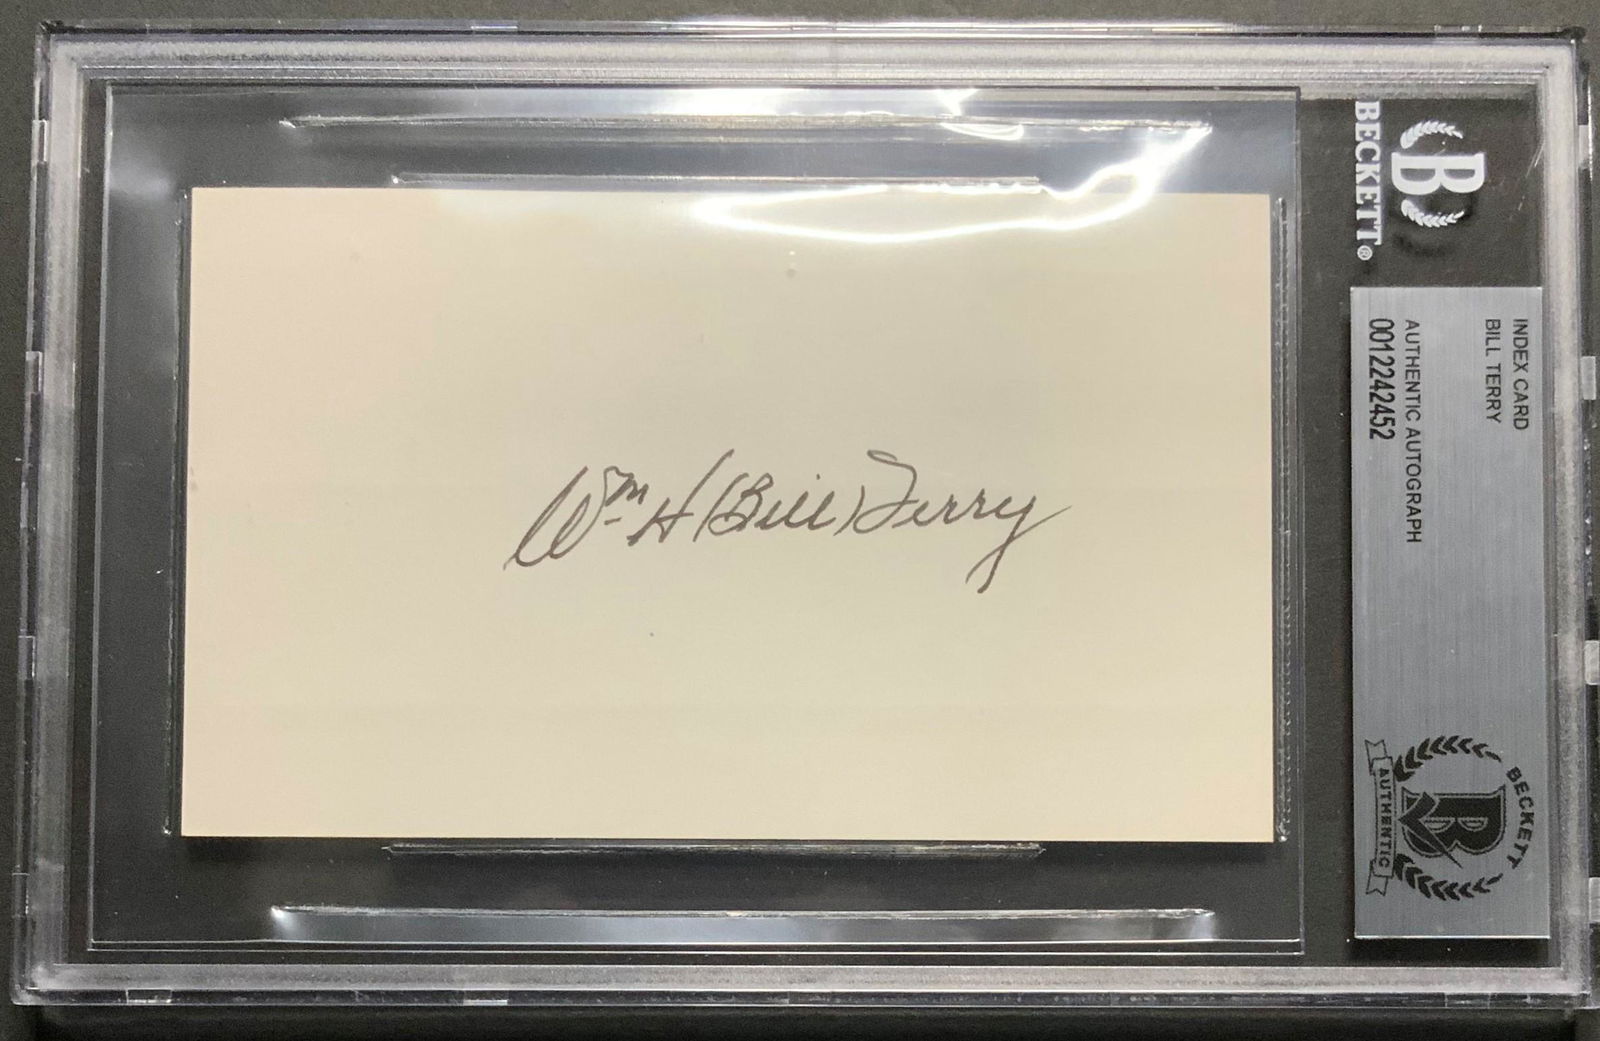 Wm H (Bill) Terry
BECKETT®
B
INDEX CARD
BILL TERRY
AUTHENTIC AUTOGRAPH
0012242452
BECKETT
B
AUTHENTIC